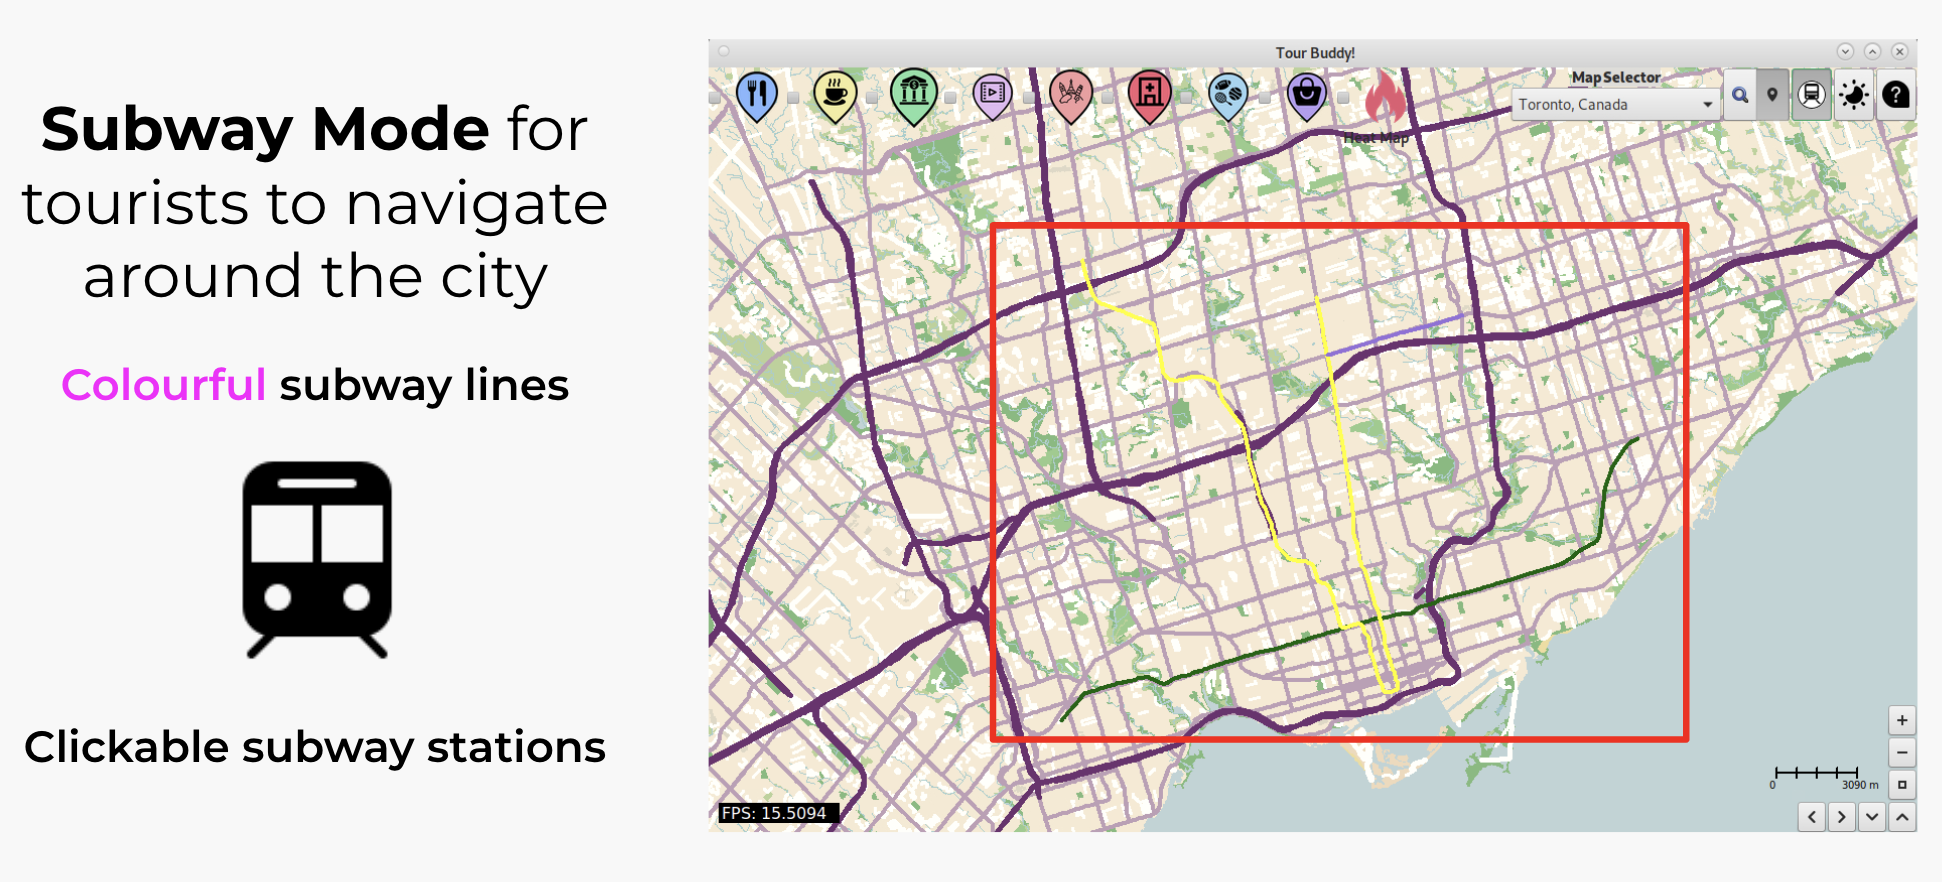 Subway Mode for
tourists to navigate
around the city
Colourful subway lines
Clickable subway stations
Tour Buddy!
Map Selector
Toronto, Canada
Heat Map
0 3090 m
FPS: 15.5094